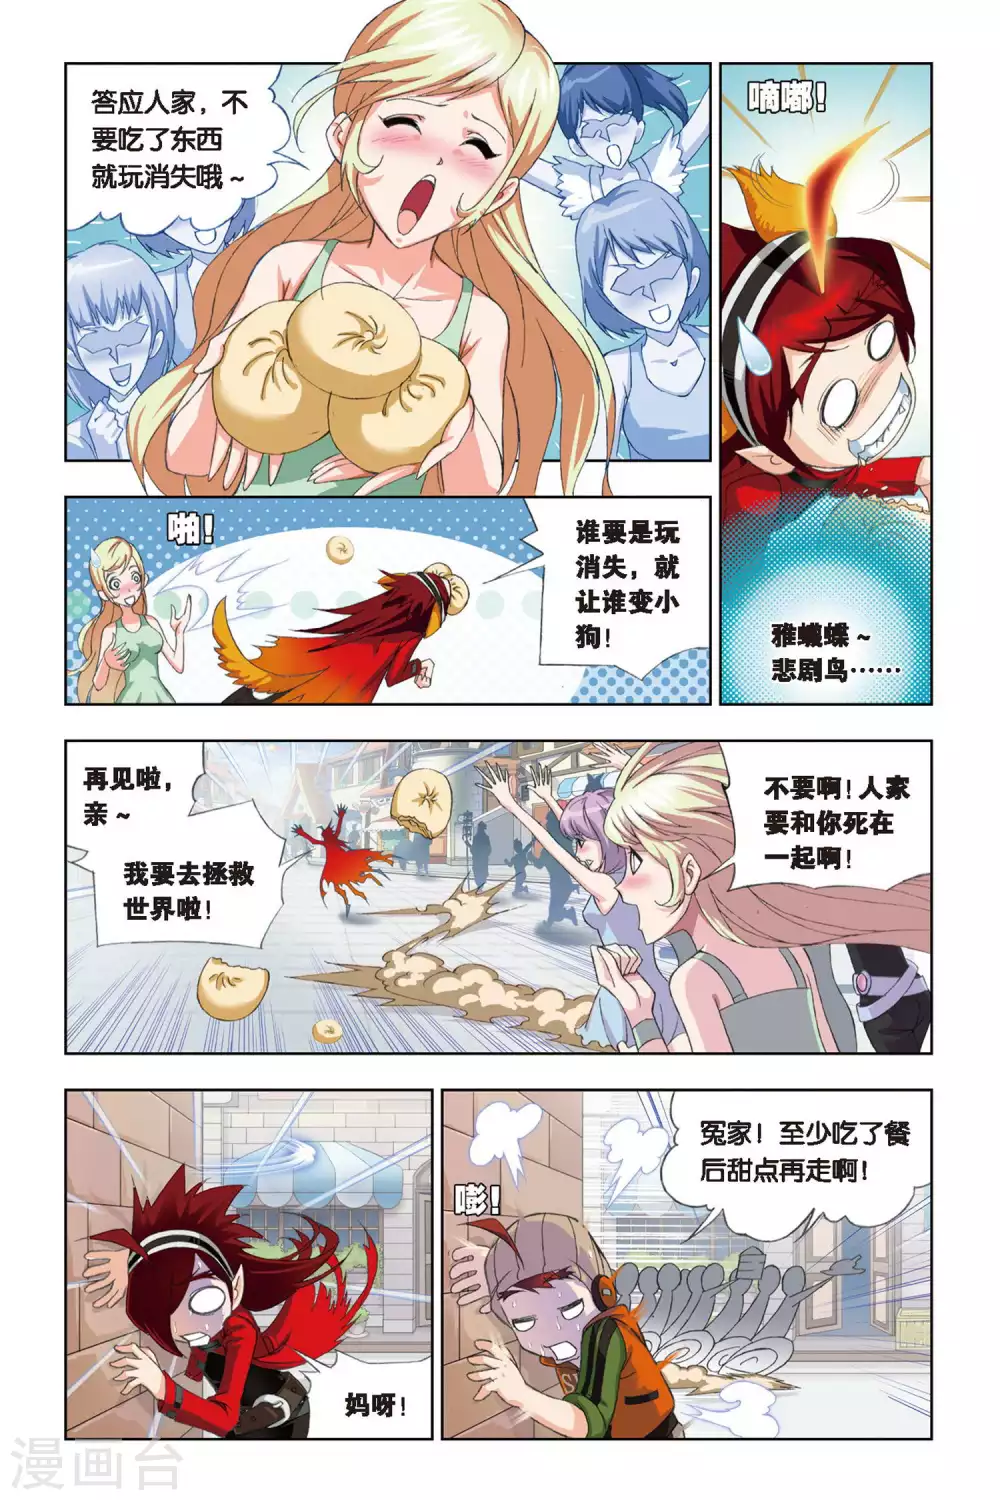 答应人家，不
要吃了东西
就玩消失哦～
嘀嘟！
雅蠛蝶～
悲剧鸟……
啪！
谁要是玩
消失，就
让谁变小
狗！
再见啦，
亲～
我要去拯救
世界啦！
不要啊！人家
要和你死在
一起啊！
妈呀！
嘭！
冤家！至少吃了餐
后甜点再走啊！
漫画台